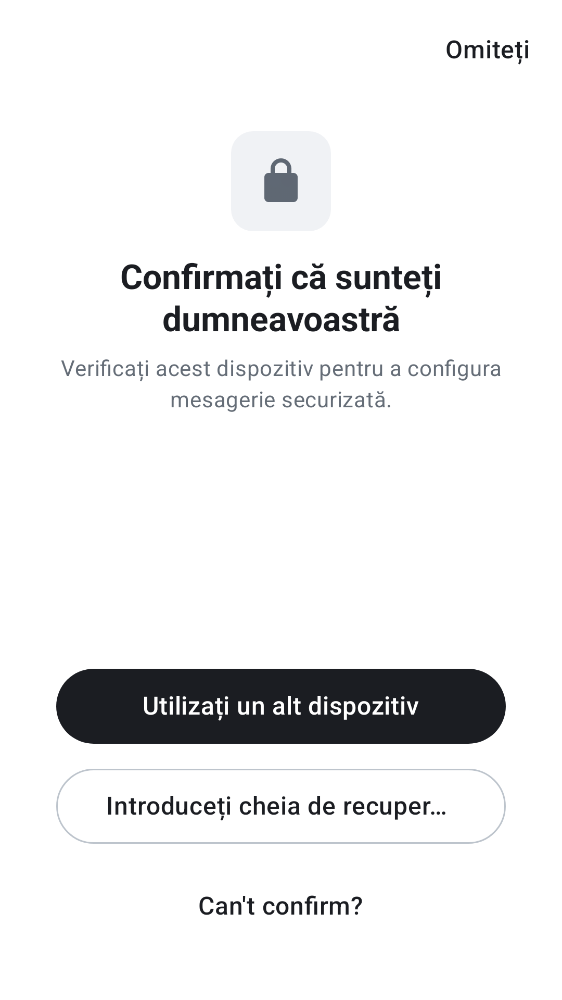 Omiteți
Confirmați că sunteți
dumneavoastră
Verificați acest dispozitiv pentru a configura
mesagerie securizată.
Utilizați un alt dispozitiv
Introduceți cheia de recuper…
Can't confirm?